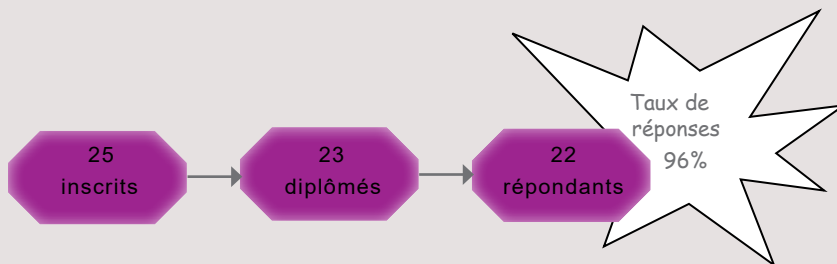 25
inscrits
23
diplômés
22
répondants
Taux de
réponses
96%